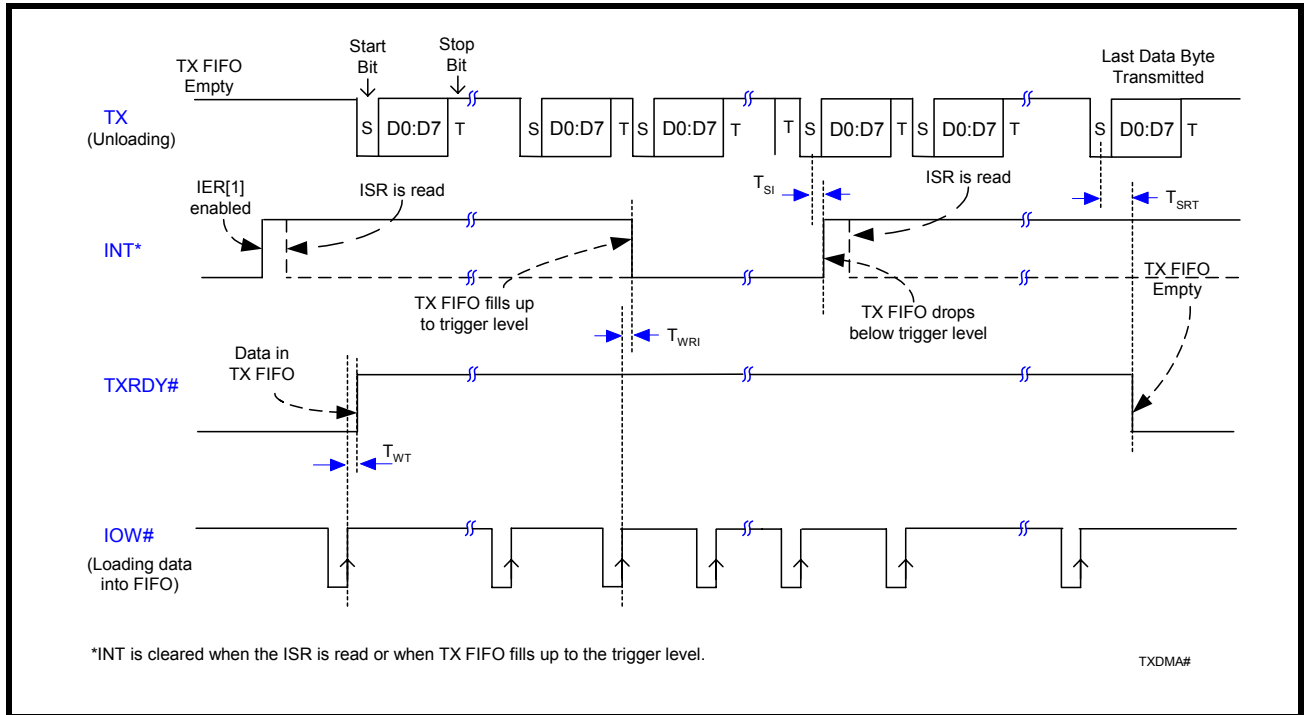 Start
Bit
Stop
Bit
TX FIFO
Empty
Last Data Byte
Transmitted
TX
(Unloading)
S D0:D7 T S D0:D7 T S D0:D7 T T S D0:D7 T S D0:D7 T S D0:D7 T
IER[1]
enabled
ISR is read
TSI
ISR is read
TSRT
INT*
TX FIFO fills up
to trigger level
TX FIFO drops
below trigger level
TX FIFO
Empty
TWRI
Data in
TX FIFO
TXRDY#
TWT
IOW#
(Loading data
into FIFO)
*INT is cleared when the ISR is read or when TX FIFO fills up to the trigger level.
TXDMA#